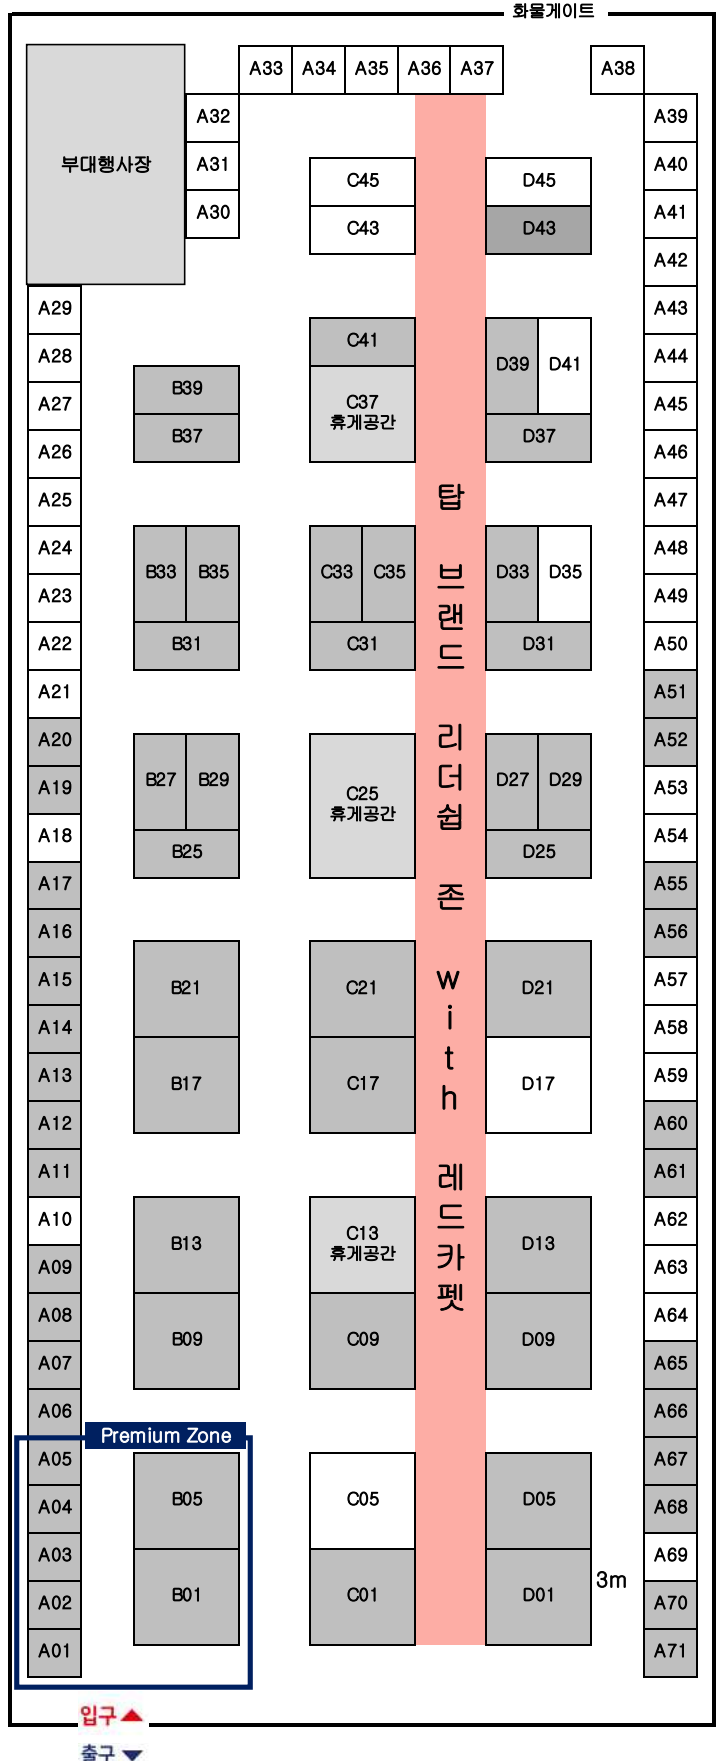 화물게이트
A33 A34 A35 A36 A37 A38
A32 A39
부대행사장 A31 A40
C45 D45
A30 A41
C43 D43
A42
A29 A43
C41
A28 A44
D39 D41
B39
A27 C37 A45
휴게공간
B37 D37
A26 A46
탑
A25 A47
A24 A48
B33 B35 C33 C35 브 D33 D35
A23 A49
랜
A22 B31 C31 D31 A50
드
A21 A51
A20 리 A52
B27 B29 D27 D29
A19 C25 더 A53
휴게공간 쉽
A18 A54
B25 D25
A17 A55
존
A16 A56
A15 B21 C21 w D21 A57
i
A14 A58
t
A13 B17 C17 D17 A59
h
A12 A60
A11 레 A61
A10 드 A62
C13
B13 휴게공간 카 D13
A09 A63
펫
A08 A64
B09 C09 D09
A07 A65
A06 A66
Premium Zone
A05 A67
B05 C05 D05
A04 A68
A03 A69
3m
B01 C01 D01
A02 A70
A01 A71
입구 ▲
출구 ▼